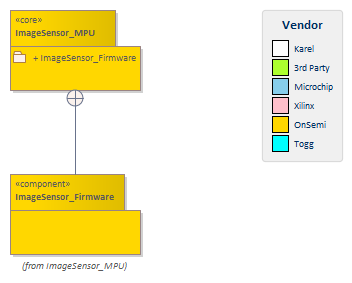 «core»
ImageSensor_MPU
+ ImageSensor_Firmware
«component»
ImageSensor_Firmware
(from ImageSensor_MPU)
Vendor
Karel
3rd Party
Microchip
Xilinx
OnSemi
Togg